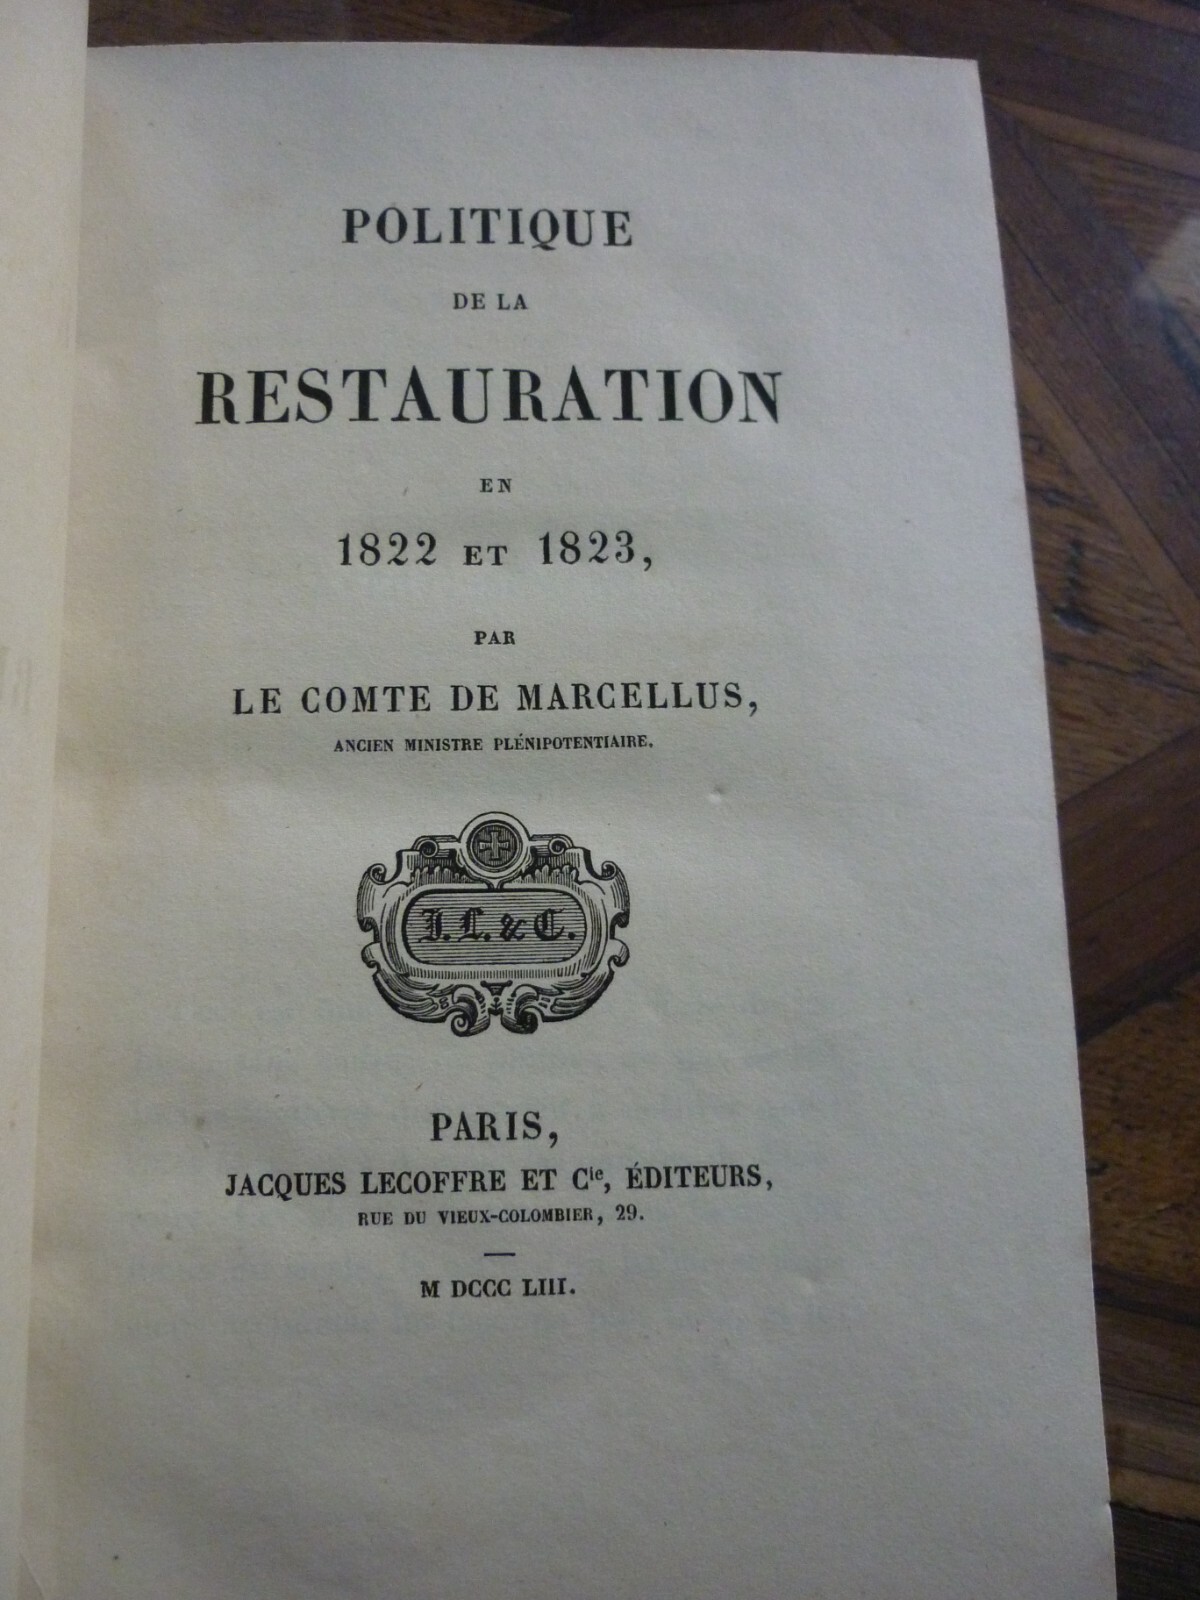 POLITIQUE
DE LA
RESTAURATION
EN
1822 ET 1823,
PAR
LE COMTE DE MARCELLUS,
ANCIEN MINISTRE PLÉNIPOTENTIAIRE.
J. L. & C.
PARIS,
JACQUES LECOFFRE ET Cie, ÉDITEURS,
RUE DU VIEUX-COLOMBIER, 29.
M DCCC LIII.